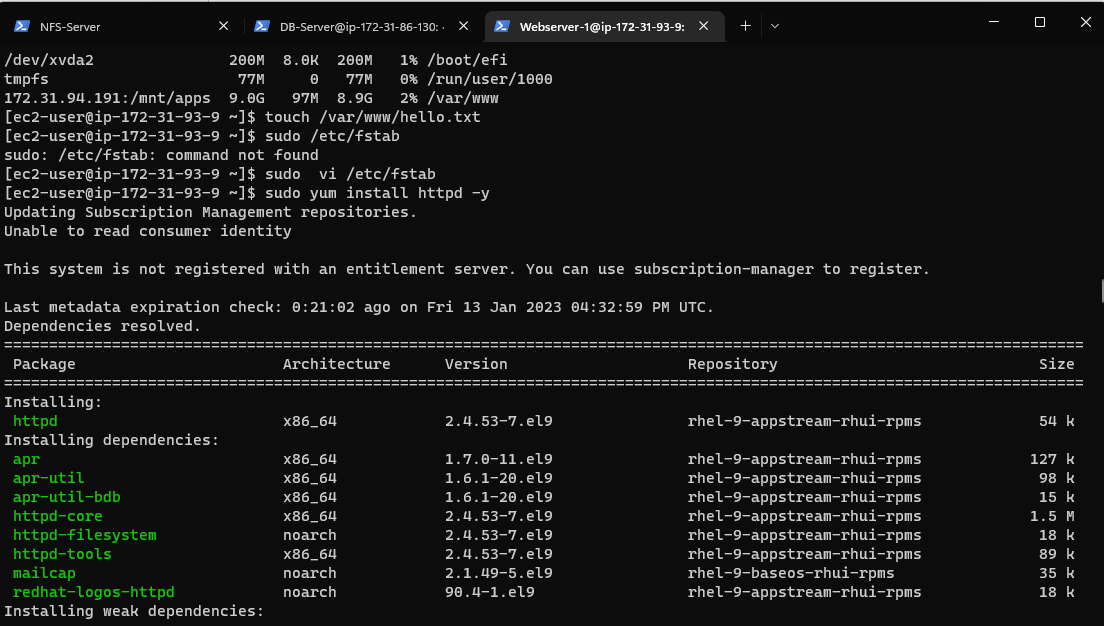 NFS-Server DB-Server@ip-172-31-86-130: Webserver-1@ip-172-31-93-9:
/dev/xvda2 200M 8.0K 200M 1% /boot/efi
tmpfs 77M 0 77M 0% /run/user/1000
172.31.94.191:/mnt/apps 9.0G 97M 8.9G 2% /var/www
[ec2-user@ip-172-31-93-9 ~]$ touch /var/www/hello.txt
[ec2-user@ip-172-31-93-9 ~]$ sudo /etc/fstab
sudo: /etc/fstab: command not found
[ec2-user@ip-172-31-93-9 ~]$ sudo  vi /etc/fstab
[ec2-user@ip-172-31-93-9 ~]$ sudo yum install httpd -y
Updating Subscription Management repositories.
Unable to read consumer identity
This system is not registered with an entitlement server. You can use subscription-manager to register.
Last metadata expiration check: 0:21:02 ago on Fri 13 Jan 2023 04:32:59 PM UTC.
Dependencies resolved.
Package Architecture Version Repository Size
Installing:
httpd x86_64 2.4.53-7.el9 rhel-9-appstream-rhui-rpms 54 k
Installing dependencies:
apr x86_64 1.7.0-11.el9 rhel-9-appstream-rhui-rpms 127 k
apr-util x86_64 1.6.1-20.el9 rhel-9-appstream-rhui-rpms 98 k
apr-util-bdb x86_64 1.6.1-20.el9 rhel-9-appstream-rhui-rpms 15 k
httpd-core x86_64 2.4.53-7.el9 rhel-9-appstream-rhui-rpms 1.5 M
httpd-filesystem noarch 2.4.53-7.el9 rhel-9-appstream-rhui-rpms 18 k
httpd-tools x86_64 2.4.53-7.el9 rhel-9-appstream-rhui-rpms 89 k
mailcap noarch 2.1.49-5.el9 rhel-9-baseos-rhui-rpms 35 k
redhat-logos-httpd noarch 90.4-1.el9 rhel-9-appstream-rhui-rpms 18 k
Installing weak dependencies: